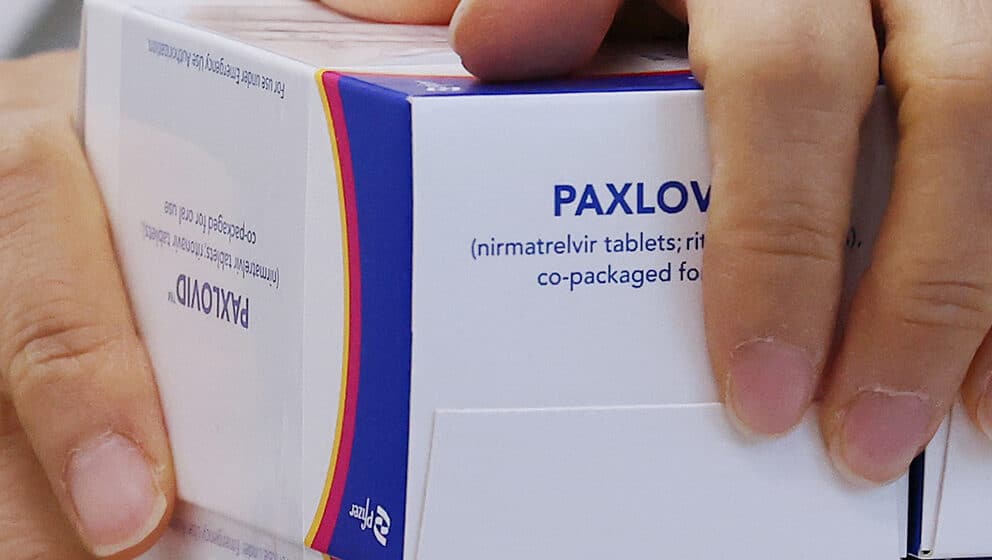 For use under Emergency Use Authorization.
PAXLOVID™
(nirmatrelvir tablets; ritonavir tablets)
co-packaged for oral use
PAXLOV
(nirmatrelvir tablets; rit
co-packaged fo
Pfizer